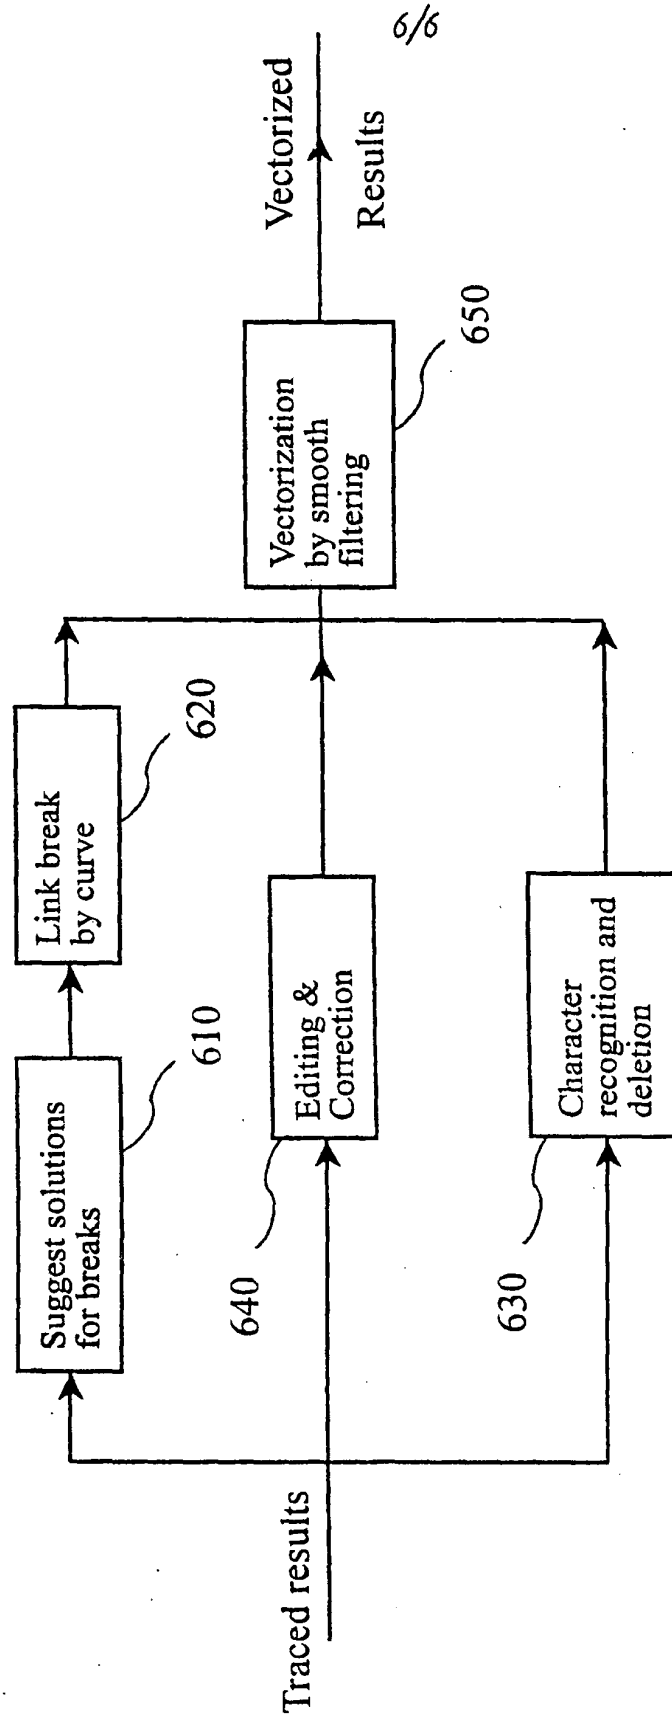 6/6
Traced results
Suggest solutions
for breaks
610
Link break
by curve
620
640
Editing &
Correction
630
Character
recognition and
deletion
Vectorization
by smooth
filtering
650
Vectorized
Results